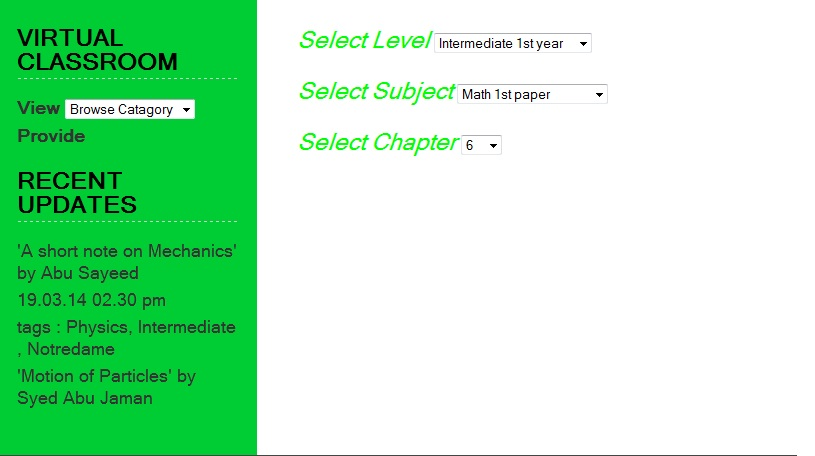 VIRTUAL
CLASSROOM
View Browse Catagory
Provide
RECENT
UPDATES
'A short note on Mechanics'
by Abu Sayeed
19.03.14 02.30 pm
tags : Physics, Intermediate
, Notredame
'Motion of Particles' by
Syed Abu Jaman
Select Level Intermediate 1st year
Select Subject Math 1st paper
Select Chapter 6